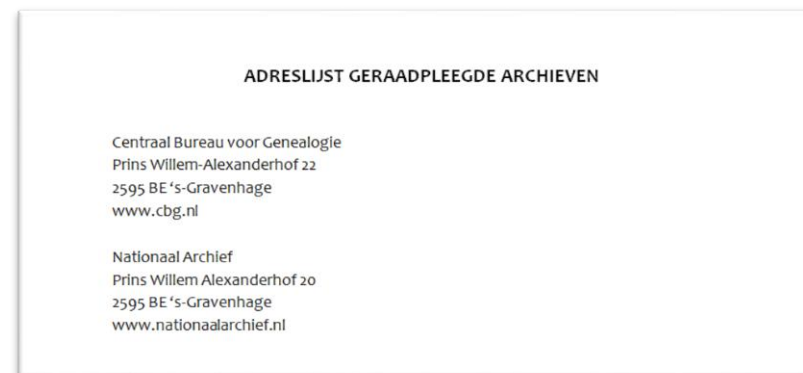 ADRESLIJST GERAADPLEEGDE ARCHIEVEN
Centraal Bureau voor Genealogie
Prins Willem-Alexanderhof 22
2595 BE ‘s-Gravenhage
www.cbg.nl
Nationaal Archief
Prins Willem Alexanderhof 20
2595 BE ‘s-Gravenhage
www.nationaalarchief.nl